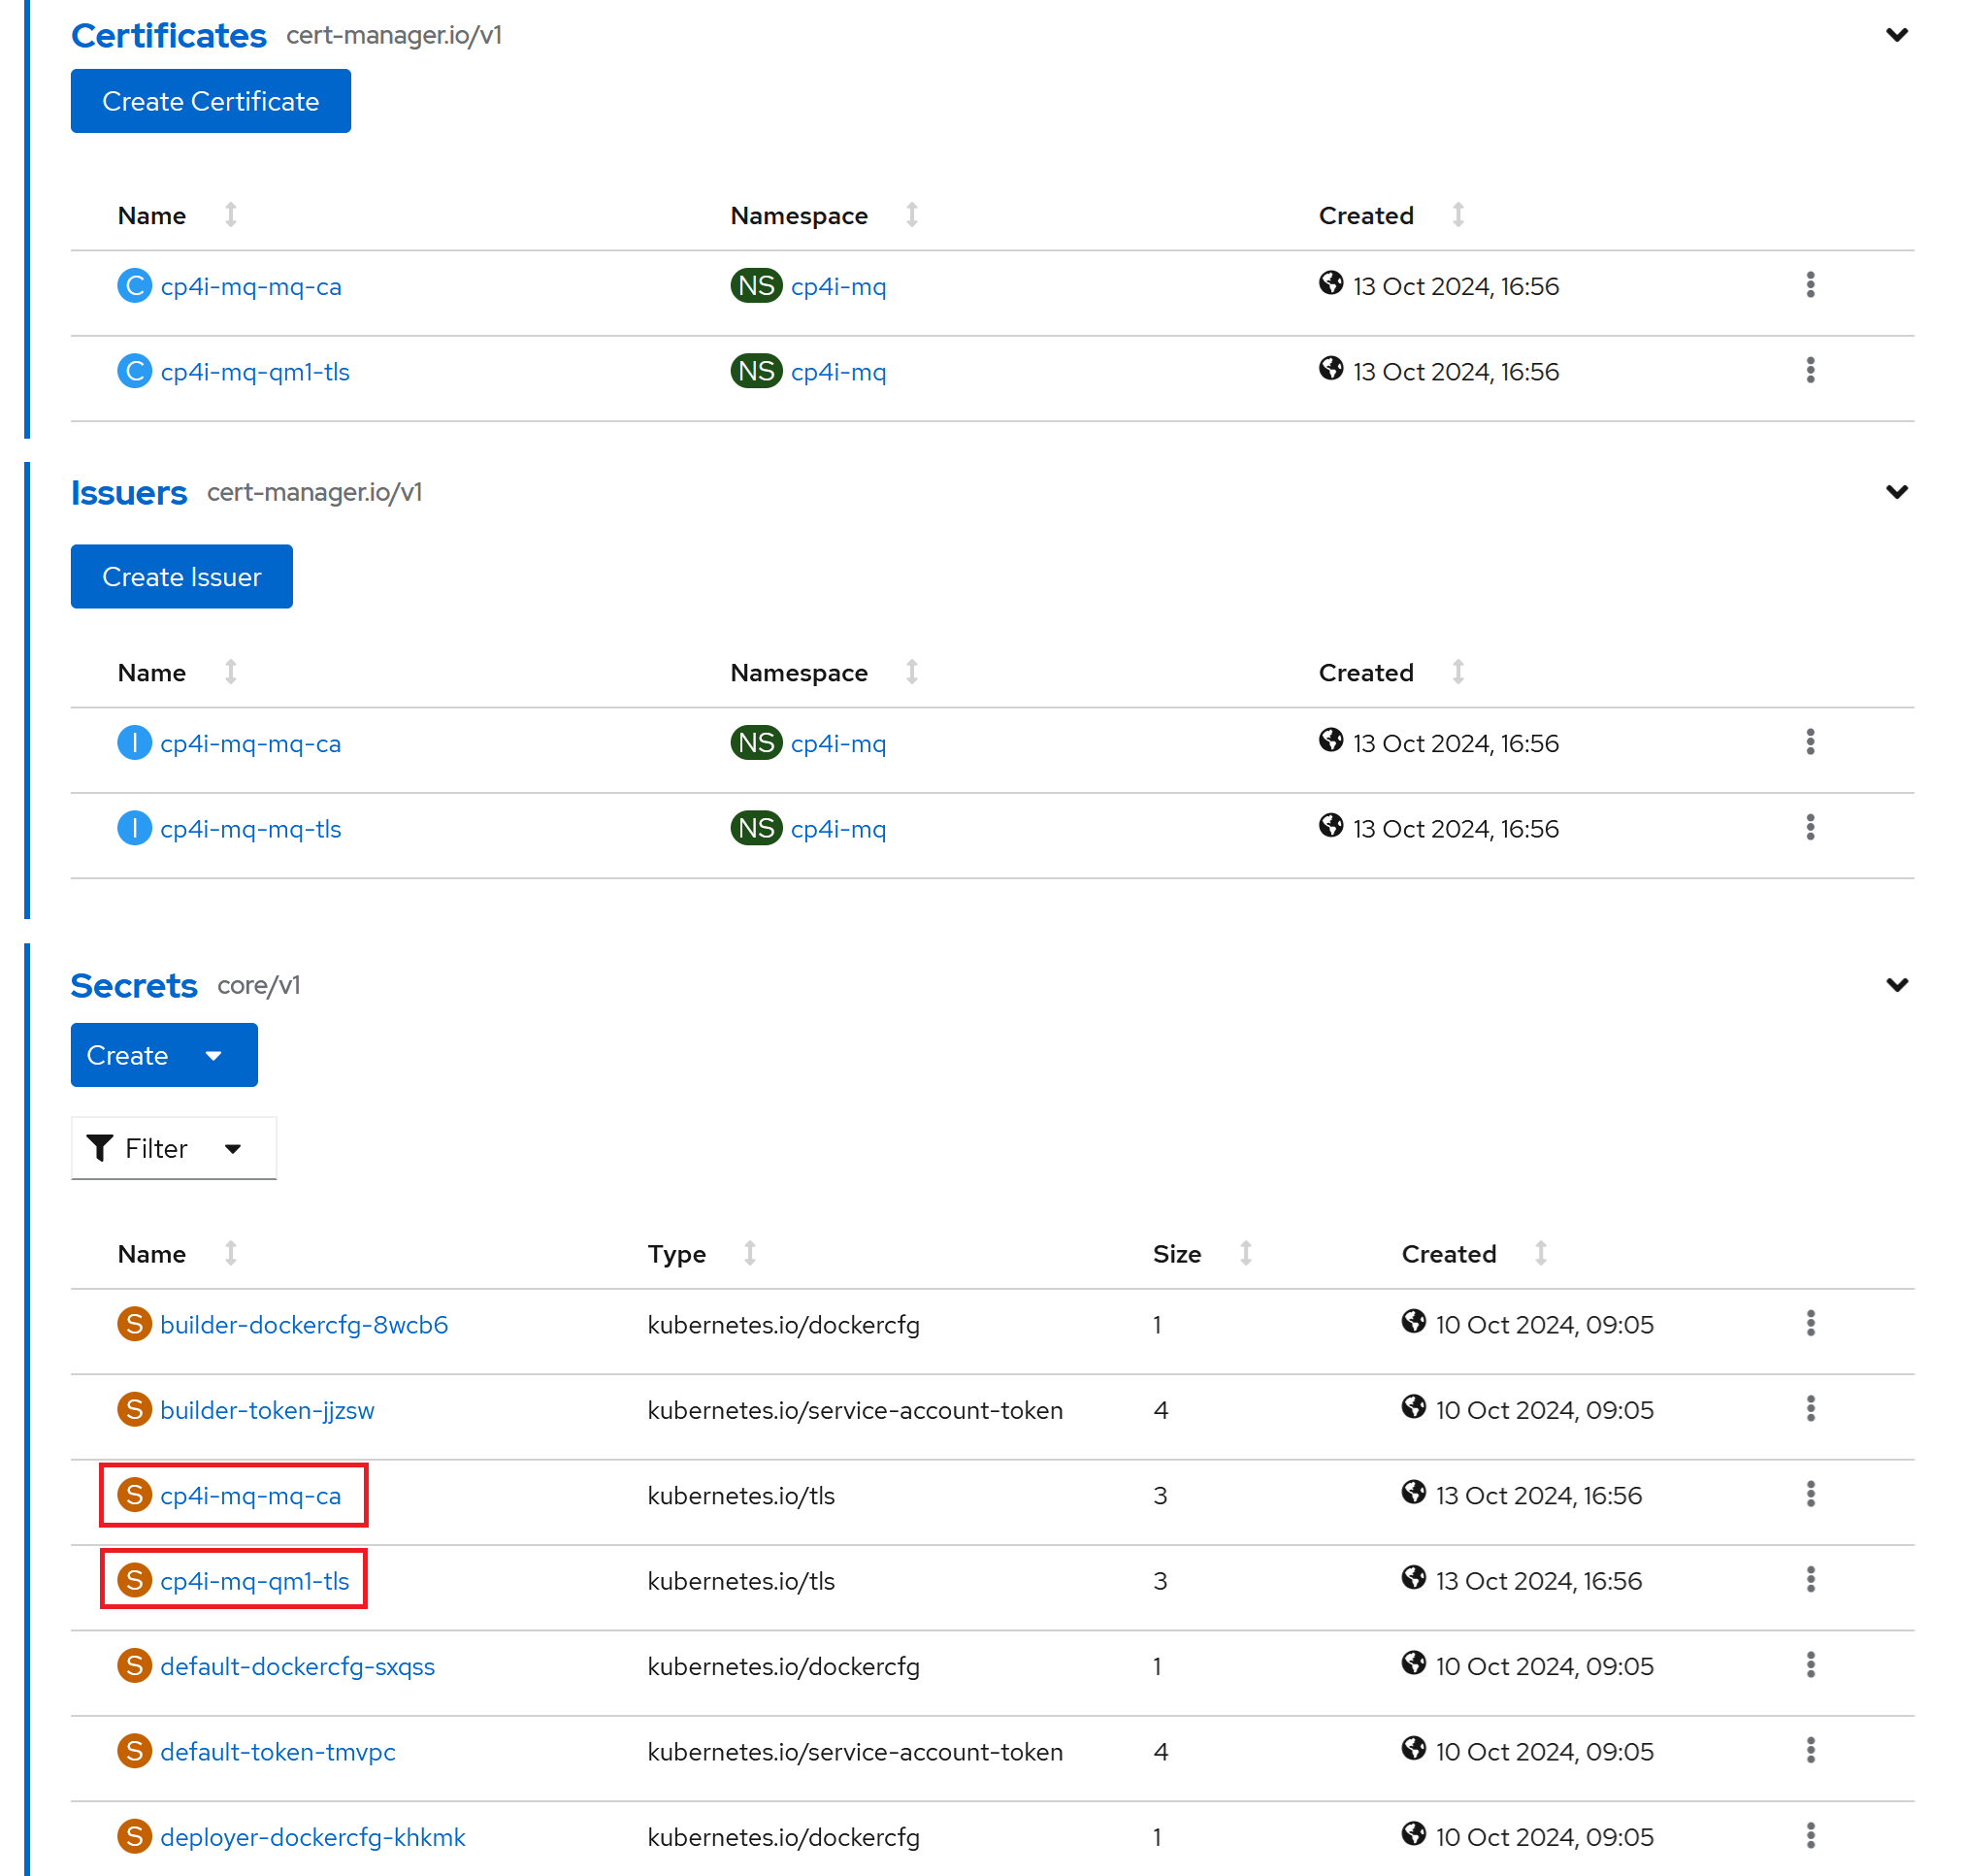 Certificates cert-manager.io/v1
Create Certificate
Name Namespace Created
C cp4i-mq-mq-ca NS cp4i-mq 13 Oct 2024, 16:56
C cp4i-mq-qm1-tls NS cp4i-mq 13 Oct 2024, 16:56
Issuers cert-manager.io/v1
Create Issuer
Name Namespace Created
I cp4i-mq-mq-ca NS cp4i-mq 13 Oct 2024, 16:56
I cp4i-mq-mq-tls NS cp4i-mq 13 Oct 2024, 16:56
Secrets core/v1
Create
Filter
Name Type Size Created
S builder-dockercfg-8wcb6 kubernetes.io/dockercfg 1 10 Oct 2024, 09:05
S builder-token-jjzsw kubernetes.io/service-account-token 4 10 Oct 2024, 09:05
S cp4i-mq-mq-ca kubernetes.io/tls 3 13 Oct 2024, 16:56
S cp4i-mq-qm1-tls kubernetes.io/tls 3 13 Oct 2024, 16:56
S default-dockercfg-sxqss kubernetes.io/dockercfg 1 10 Oct 2024, 09:05
S default-token-tmvpc kubernetes.io/service-account-token 4 10 Oct 2024, 09:05
S deployer-dockercfg-khkmk kubernetes.io/dockercfg 1 10 Oct 2024, 09:05